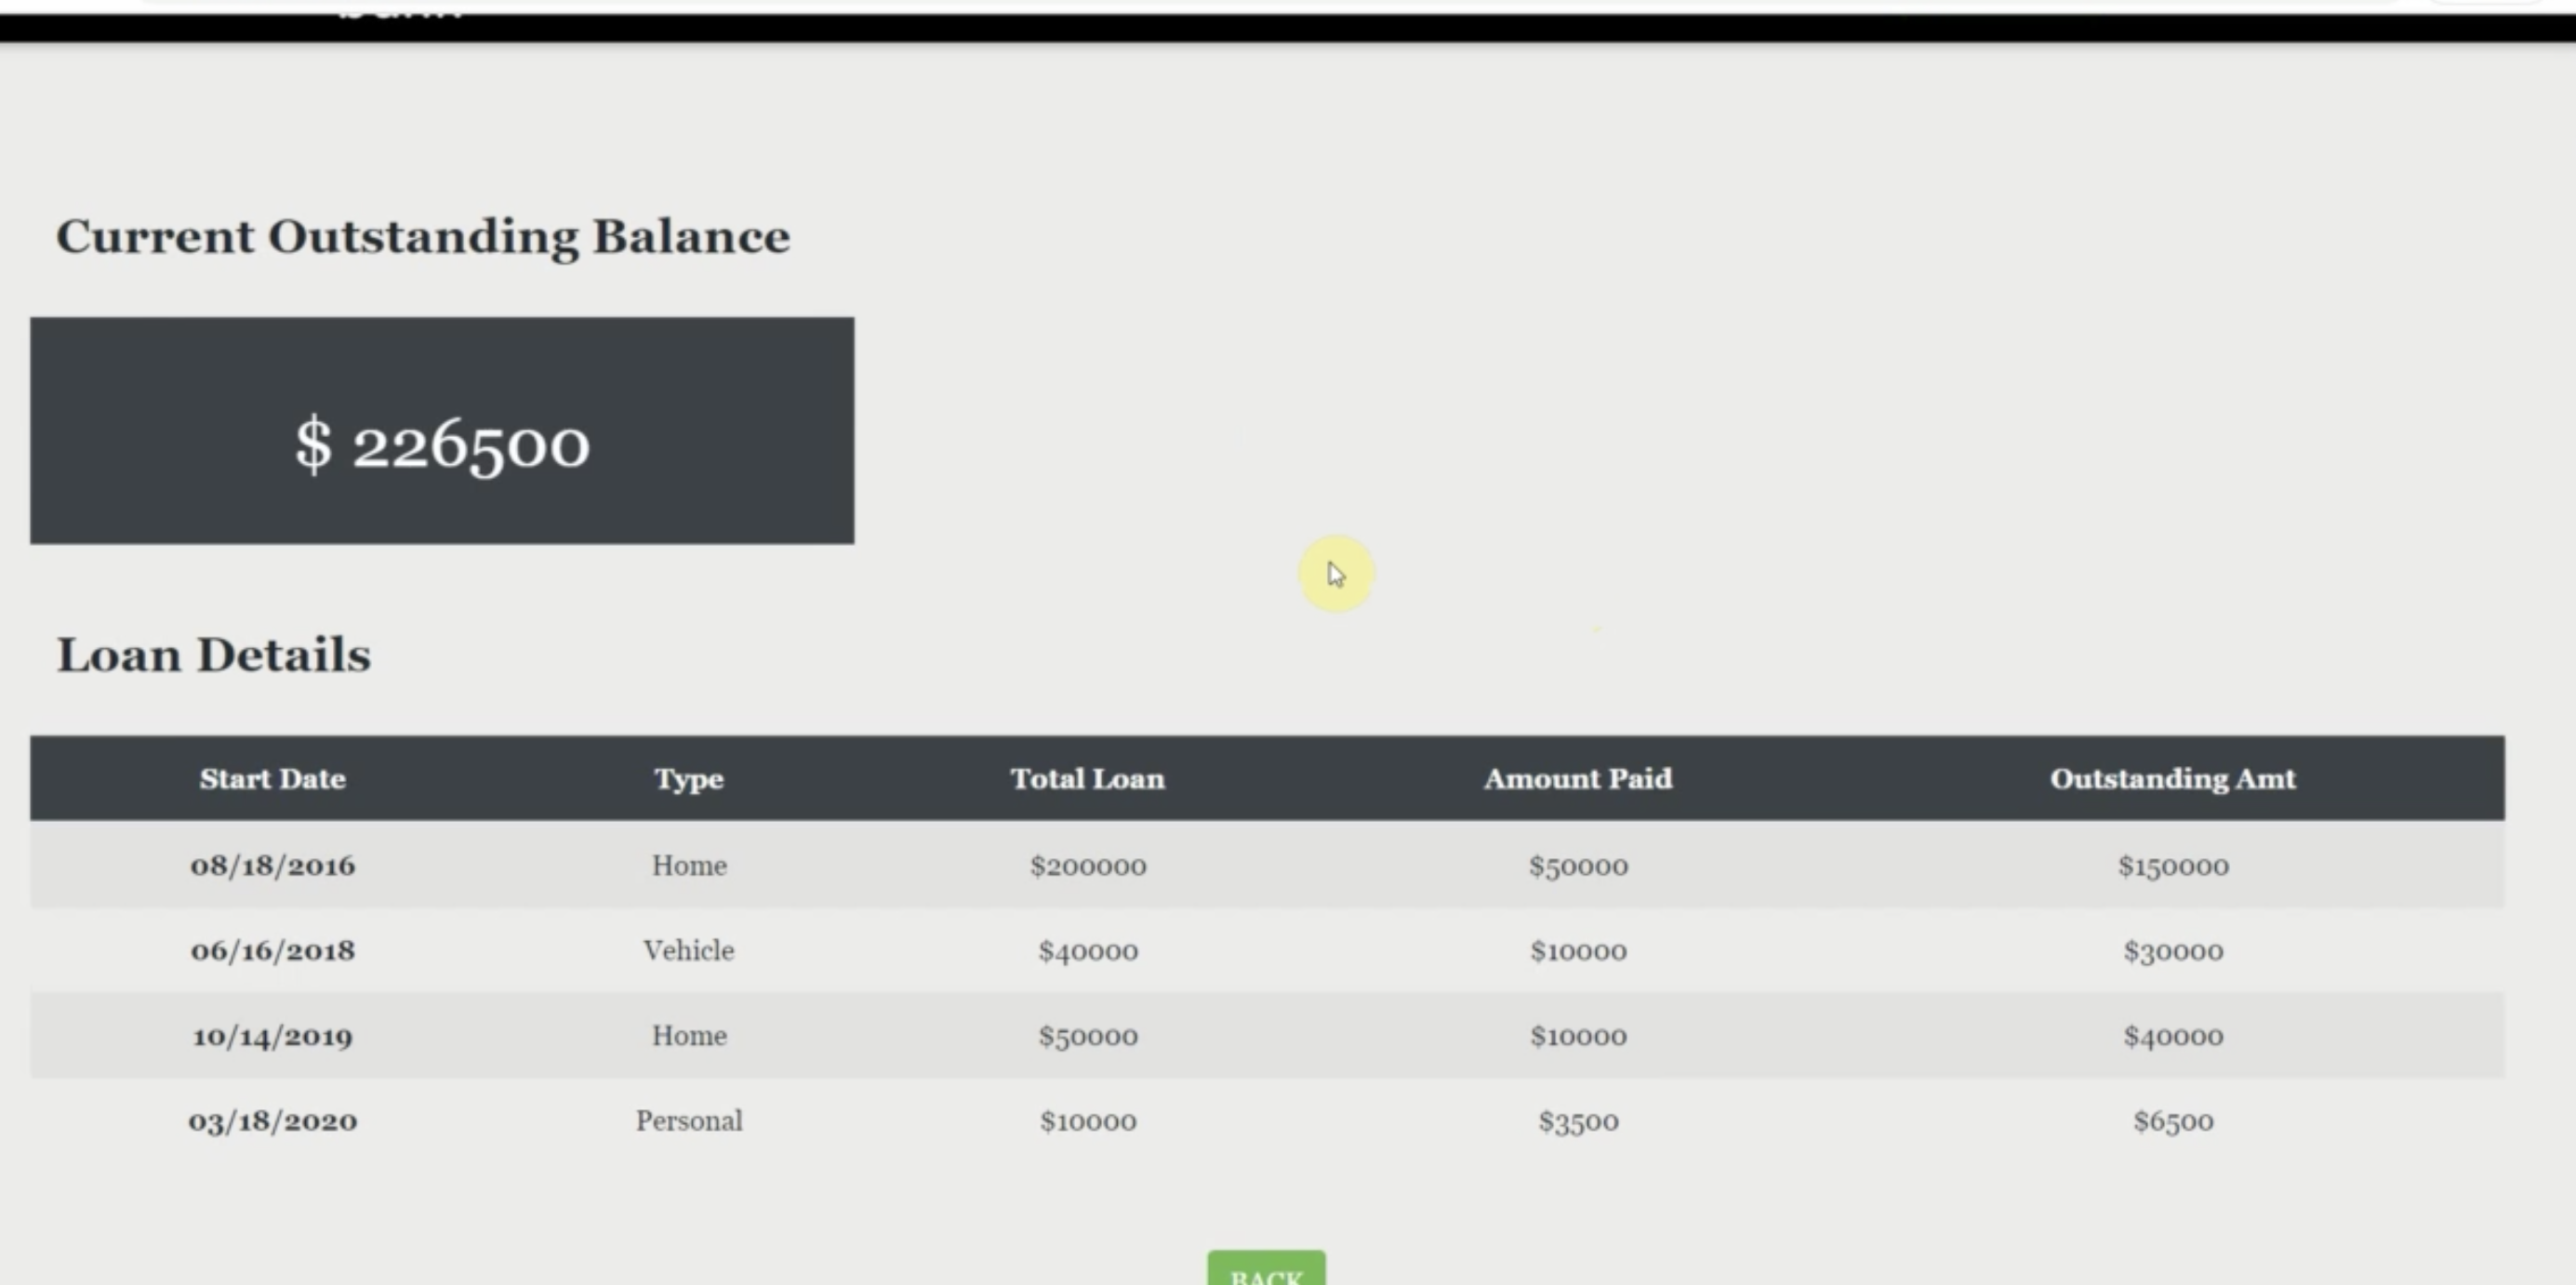 Current Outstanding Balance
$ 226500
Loan Details
Start Date Type Total Loan Amount Paid Outstanding Amt
08/18/2016 Home $200000 $50000 $150000
06/16/2018 Vehicle $40000 $10000 $30000
10/14/2019 Home $50000 $10000 $40000
03/18/2020 Personal $10000 $3500 $6500
BACK